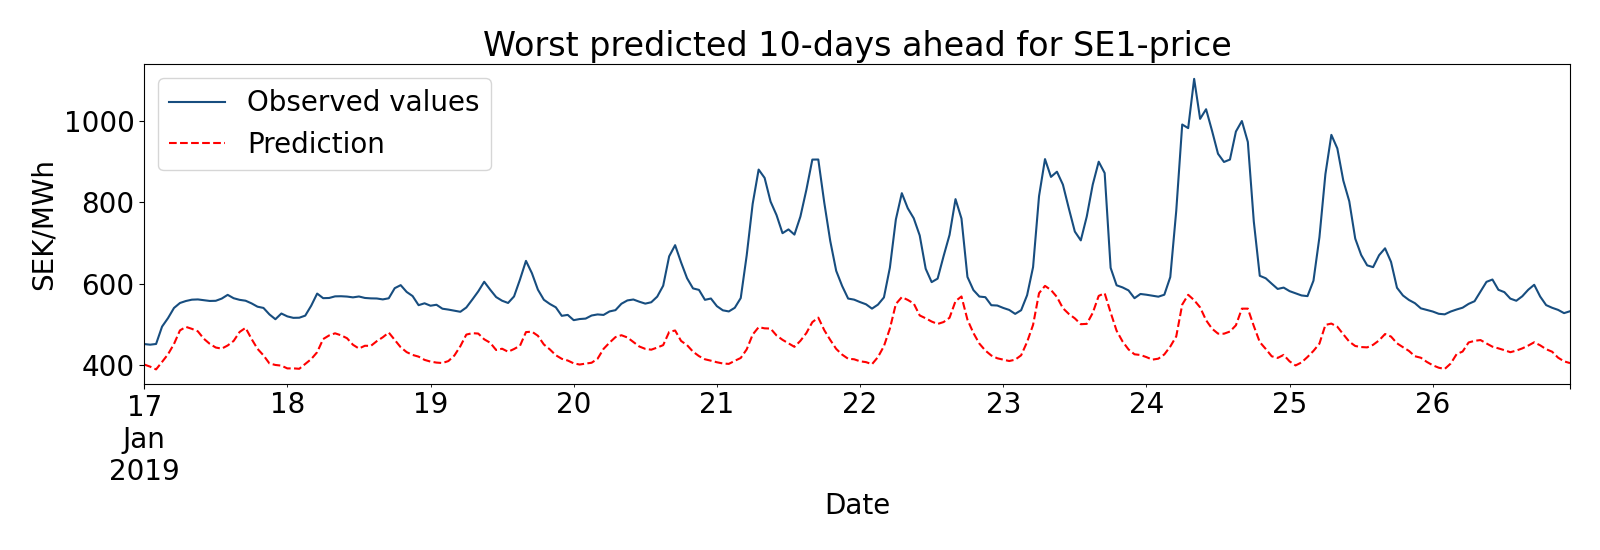 Worst predicted 10-days ahead for SE1-price
Observed values
Prediction
SEK/MWh
1000
800
600
400
17 18 19 20 21 22 23 24 25 26
Jan
2019
Date